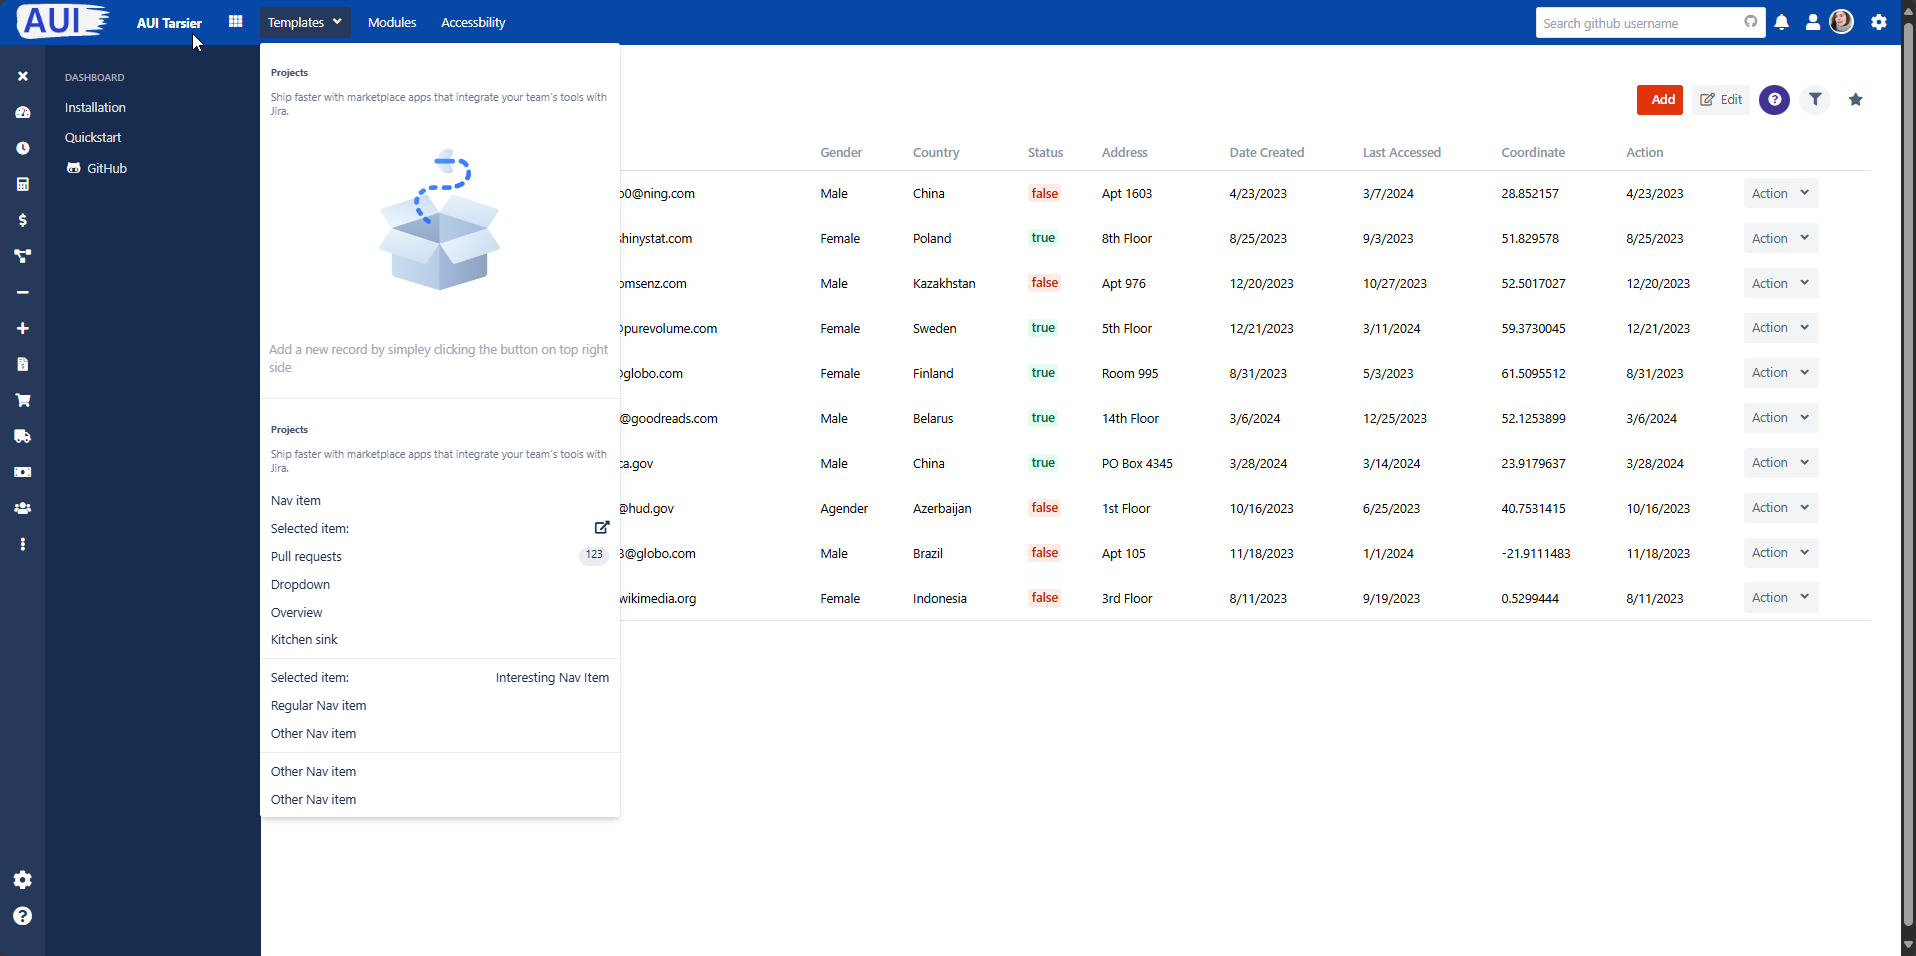 AUI AUI Tarsier Templates Modules Accessbility Search github username
DASHBOARD
Installation
Quickstart
GitHub
Projects
Ship faster with marketplace apps that integrate your team's tools with
Jira.
Add a new record by simpley clicking the button on top right
side
Projects
Ship faster with marketplace apps that integrate your team's tools with
Jira.
Nav item
Selected item:
Pull requests 123
Dropdown
Overview
Kitchen sink
Selected item: Interesting Nav Item
Regular Nav item
Other Nav item
Other Nav item
Other Nav item
Add Edit
Gender Country Status Address Date Created Last Accessed Coordinate Action
0@ning.com Male China false Apt 1603 4/23/2023 3/7/2024 28.852157 4/23/2023 Action
shinystat.com Female Poland true 8th Floor 8/25/2023 9/3/2023 51.829578 8/25/2023 Action
omsenz.com Male Kazakhstan false Apt 976 12/20/2023 10/27/2023 52.5017027 12/20/2023 Action
@purevolume.com Female Sweden true 5th Floor 12/21/2023 3/11/2024 59.3730045 12/21/2023 Action
@globo.com Female Finland true Room 995 8/31/2023 5/3/2023 61.5095512 8/31/2023 Action
@goodreads.com Male Belarus true 14th Floor 3/6/2024 12/25/2023 52.1253899 3/6/2024 Action
ca.gov Male China true PO Box 4345 3/28/2024 3/14/2024 23.9179637 3/28/2024 Action
@hud.gov Agender Azerbaijan false 1st Floor 10/16/2023 6/25/2023 40.7531415 10/16/2023 Action
3@globo.com Male Brazil false Apt 105 11/18/2023 1/1/2024 -21.9111483 11/18/2023 Action
wikimedia.org Female Indonesia false 3rd Floor 8/11/2023 9/19/2023 0.5299444 8/11/2023 Action